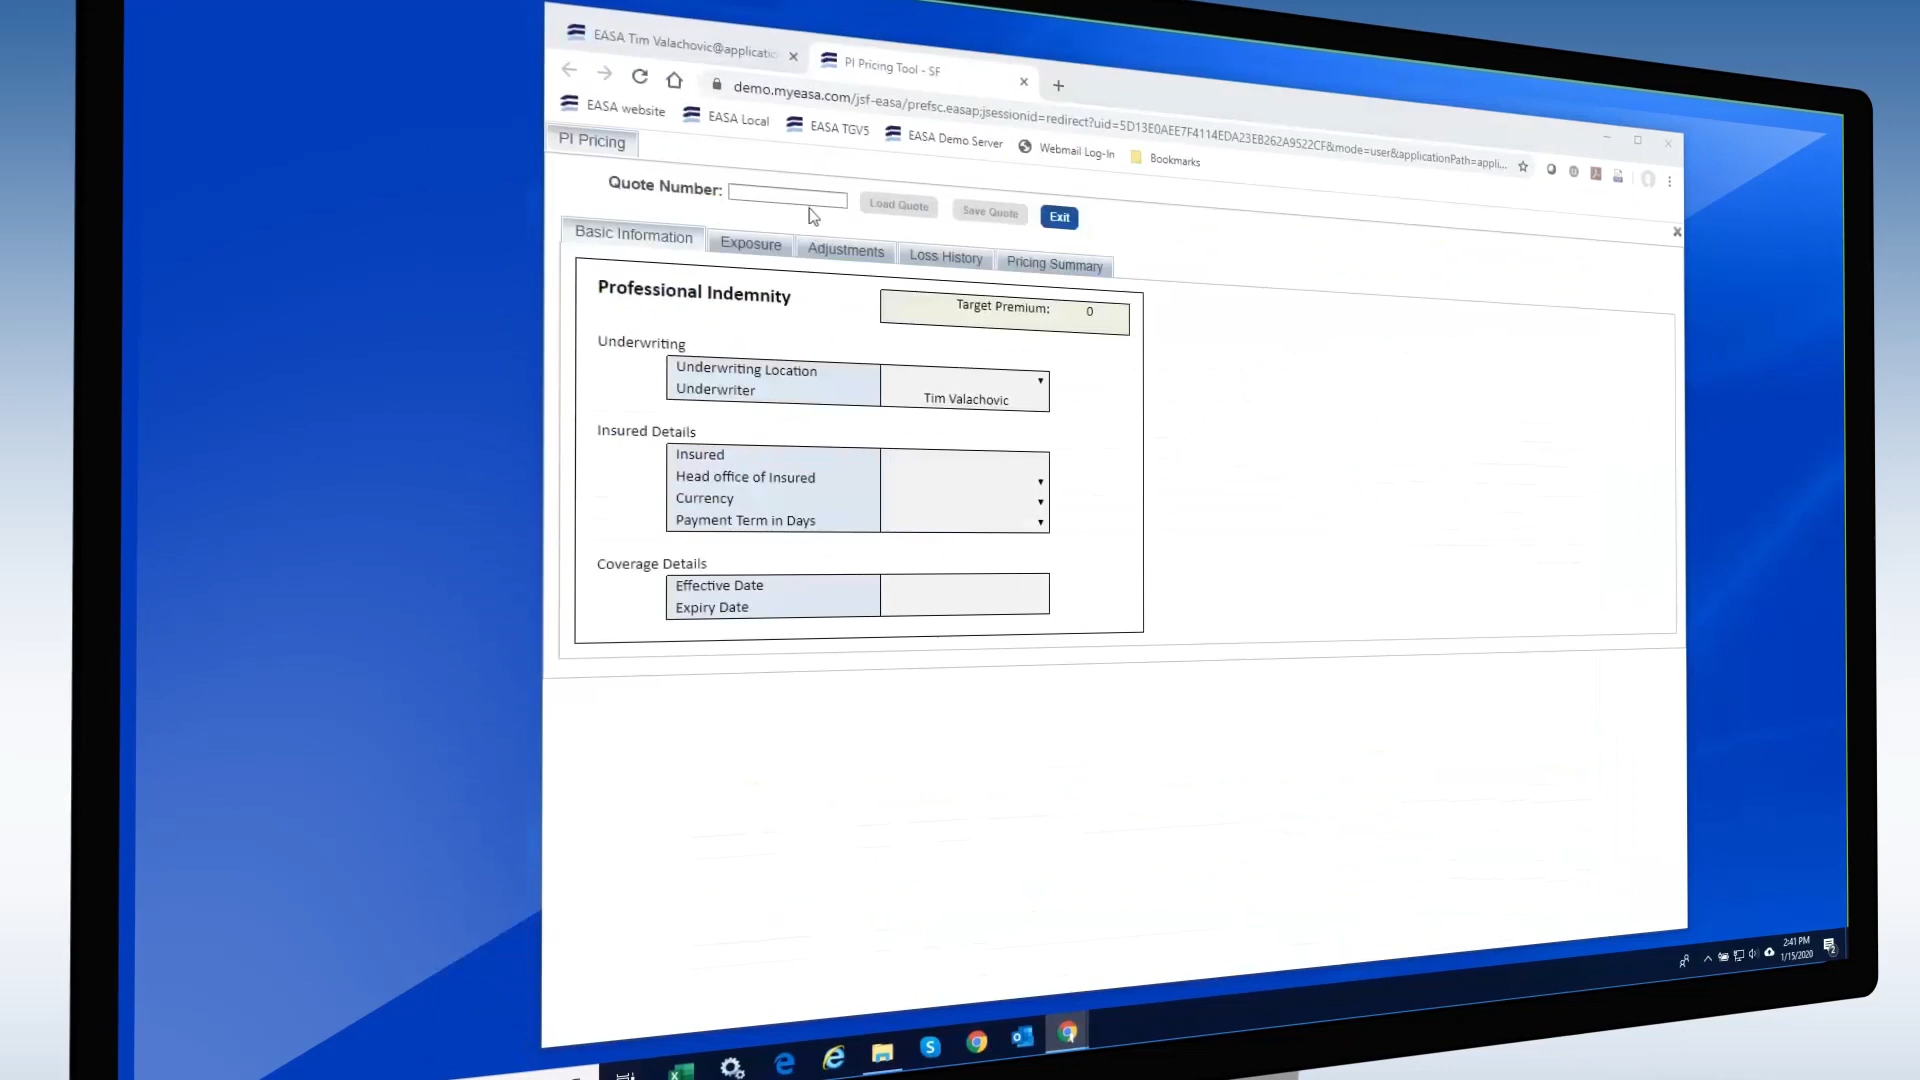 EASA Tim Valachovic@applicatio
PI Pricing Tool - SF
demo.myeasa.com/jsf-easa/prefsc.easap;jsessionid=redirect?uid=5D13E0AEE7F4114EDA23EB262A9522CF&mode=user&applicationPath=appli...
EASA website
EASA Local
EASA TGV5
EASA Demo Server
Webmail Log-In
Bookmarks
PI Pricing
Quote Number:
Load Quote
Save Quote
Exit
Basic Information
Exposure
Adjustments
Loss History
Pricing Summary
Professional Indemnity
Target Premium: 0
Underwriting
Underwriting Location
Underwriter
Tim Valachovic
Insured Details
Insured
Head office of Insured
Currency
Payment Term in Days
Coverage Details
Effective Date
Expiry Date
2:41 PM
1/15/2020